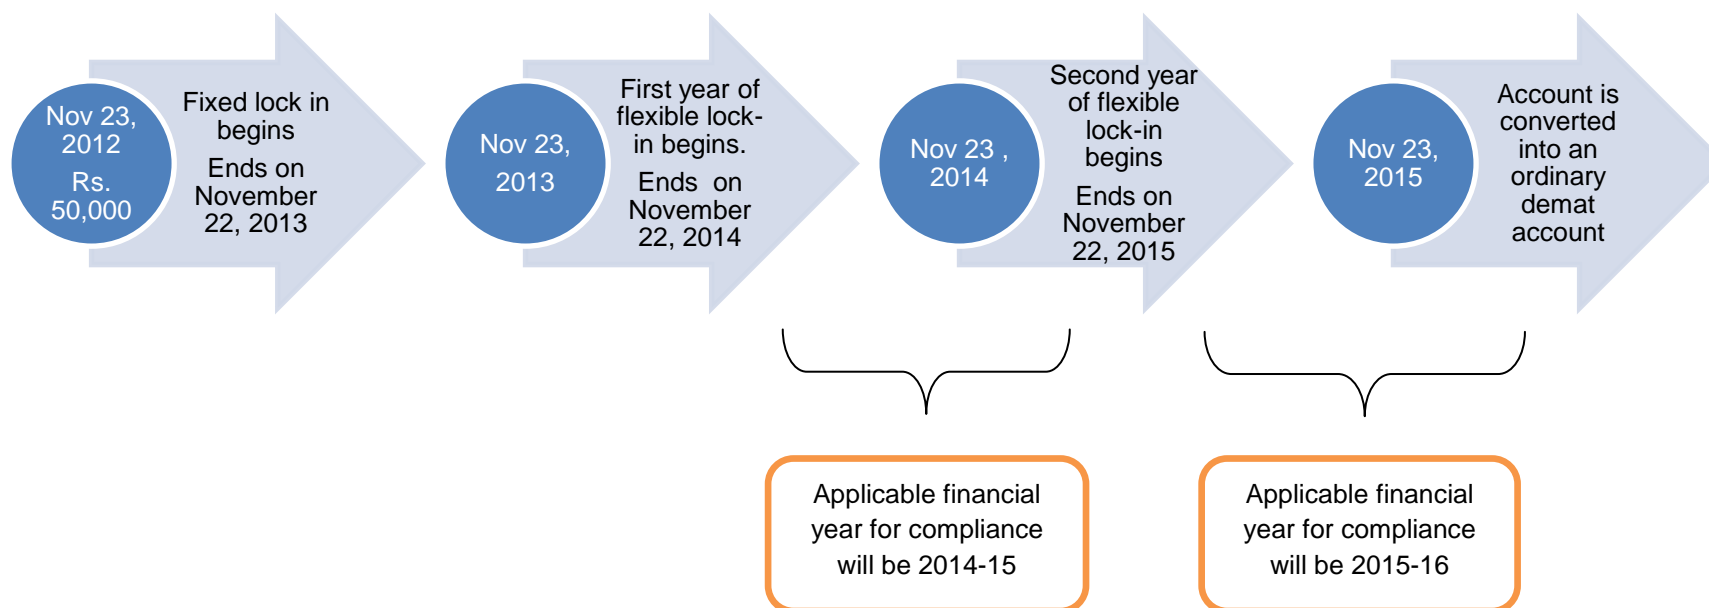 Nov 23,
2012
Rs.
50,000
Fixed lock in
begins
Ends on
November
22, 2013
Nov 23,
2013
First year of
flexible lock-
in begins.
Ends on
November
22, 2014
Nov 23 ,
2014
Second year
of flexible
lock-in
begins
Ends on
November
22, 2015
Nov 23,
2015
Account is
converted
into an
ordinary
demat
account
Applicable financial
year for compliance
will be 2014-15
Applicable financial
year for compliance
will be 2015-16